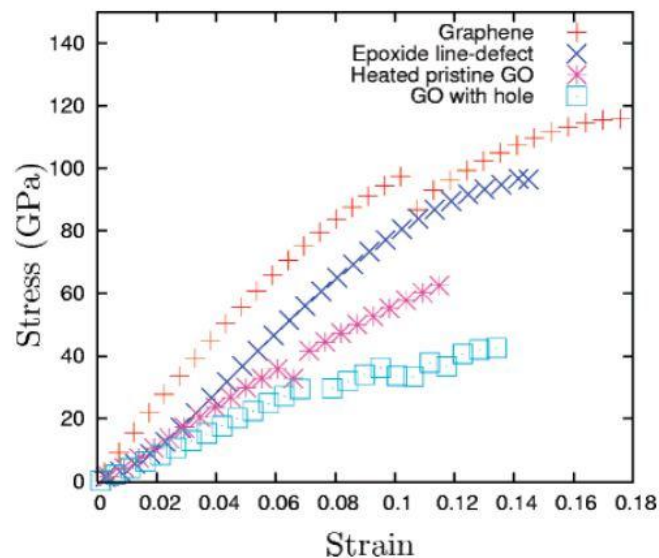 140
120
100
80
60
40
20
0
Stress (GPa)
Graphene
Epoxide line-defect
Heated pristine GO
GO with hole
0 0.02 0.04 0.06 0.08 0.1 0.12 0.14 0.16 0.18
Strain